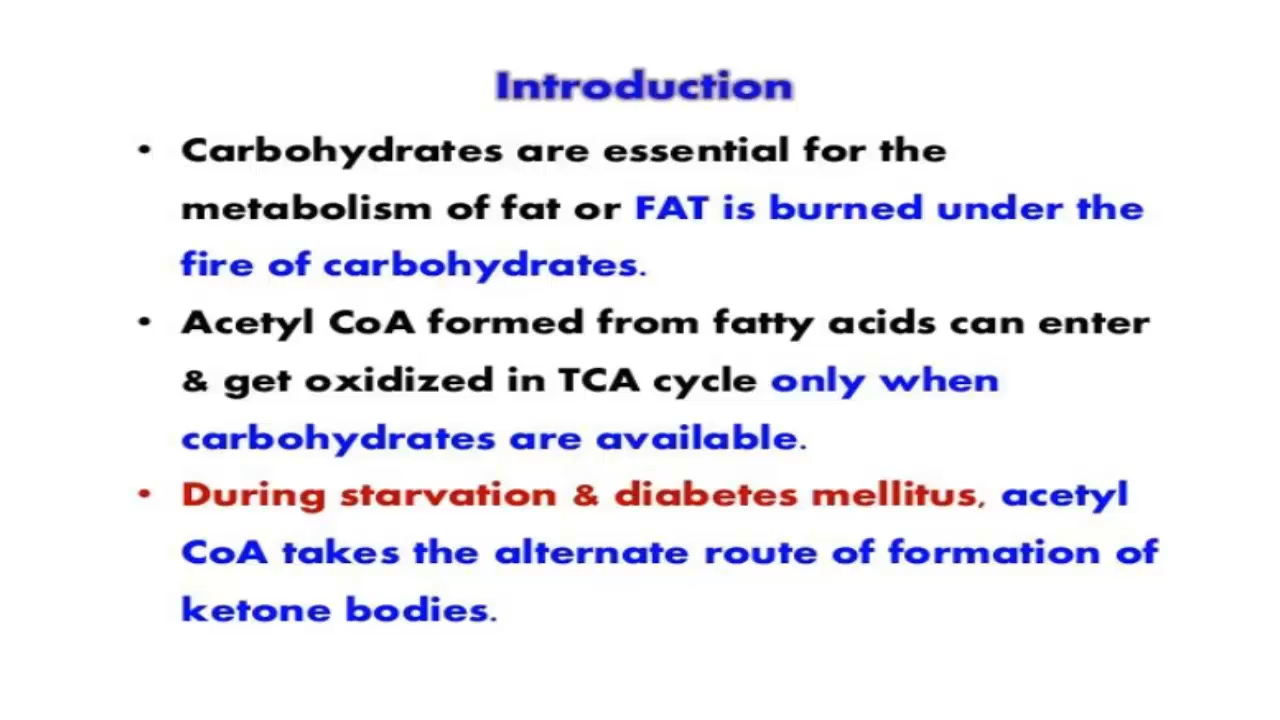 Introduction
• Carbohydrates are essential for the
metabolism of fat or FAT is burned under the
fire of carbohydrates.
• Acetyl CoA formed from fatty acids can enter
& get oxidized in TCA cycle only when
carbohydrates are available.
• During starvation & diabetes mellitus, acetyl
CoA takes the alternate route of formation of
ketone bodies.